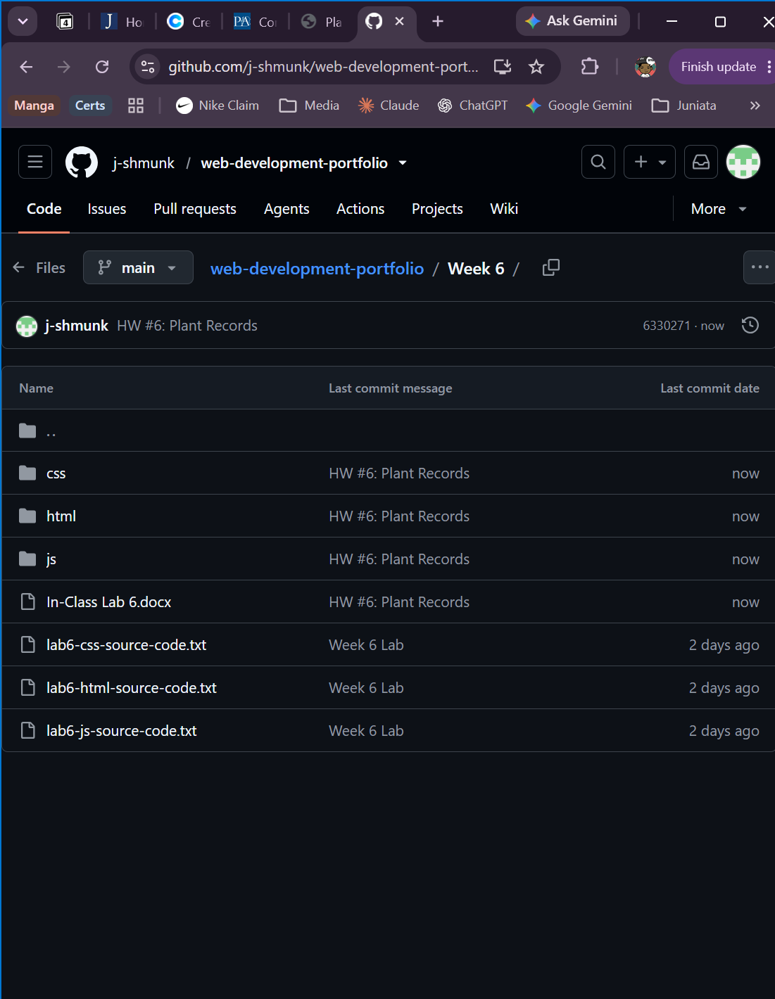 4 J Ho Cre PA Co Pla Ask Gemini
github.com/j-shmunk/web-development-port... Finish update
Manga Certs Nike Claim Media Claude ChatGPT Google Gemini Juniata
j-shmunk / web-development-portfolio
Code Issues Pull requests Agents Actions Projects Wiki More
Files main web-development-portfolio / Week 6 /
j-shmunk HW #6: Plant Records 6330271 · now
Name Last commit message Last commit date
..
css HW #6: Plant Records now
html HW #6: Plant Records now
js HW #6: Plant Records now
In-Class Lab 6.docx HW #6: Plant Records now
lab6-css-source-code.txt Week 6 Lab 2 days ago
lab6-html-source-code.txt Week 6 Lab 2 days ago
lab6-js-source-code.txt Week 6 Lab 2 days ago